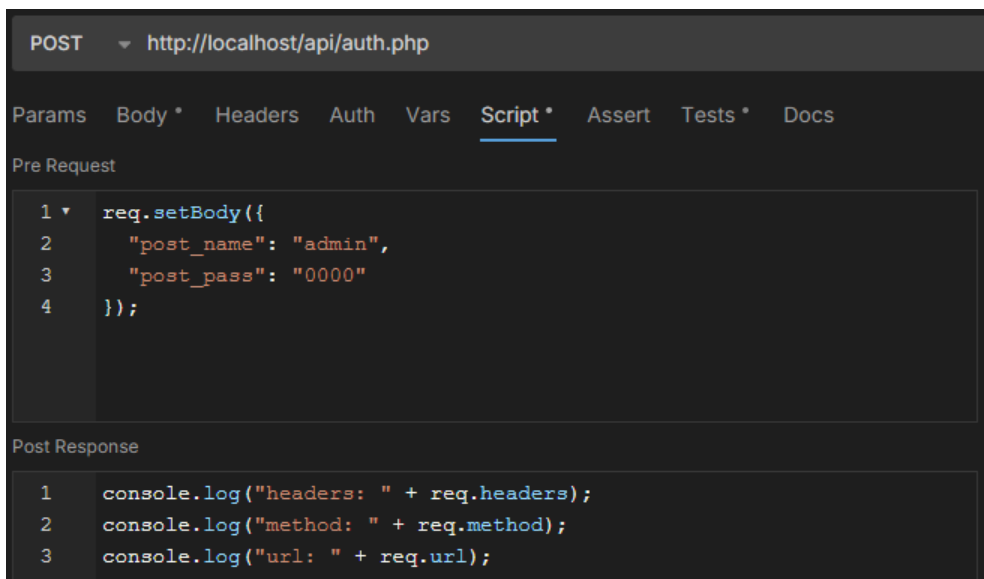 POST http://localhost/api/auth.php
Params Body Headers Auth Vars Script Assert Tests Docs
Pre Request
1 req.setBody({
2 "post_name": "admin",
3 "post_pass": "0000"
4 });
Post Response
1 console.log("headers: " + req.headers);
2 console.log("method: " + req.method);
3 console.log("url: " + req.url);